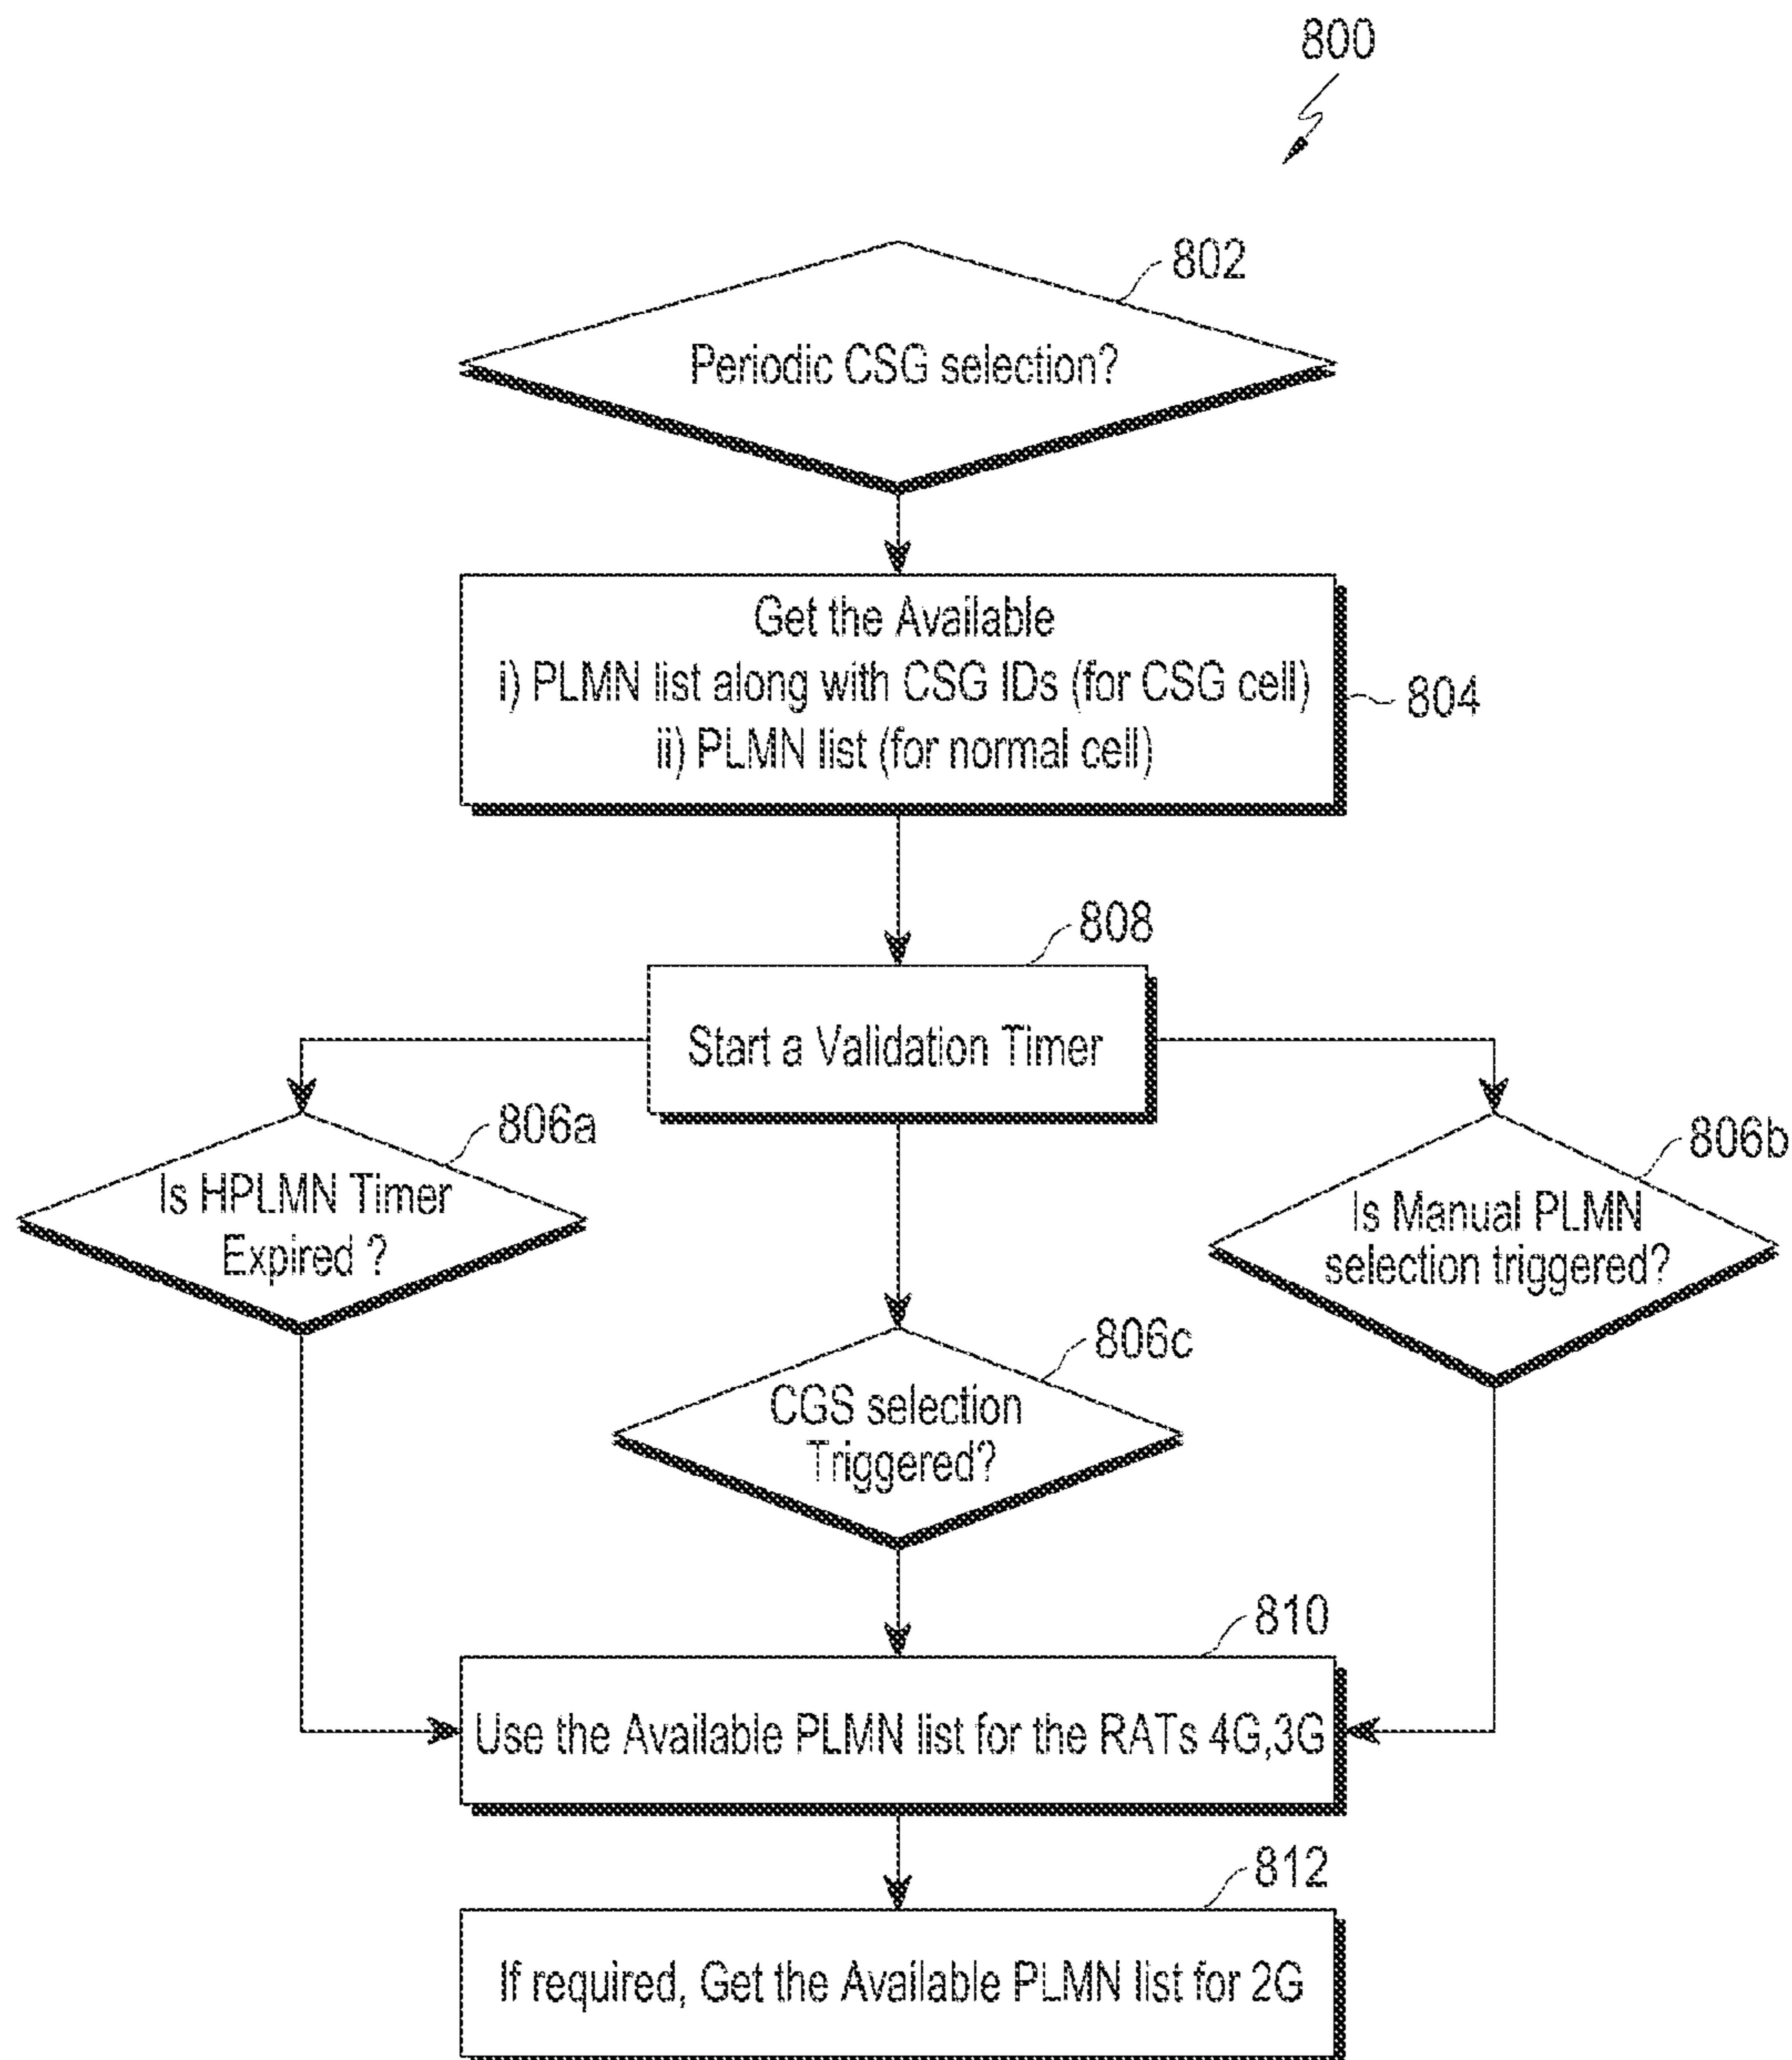 800
802
Periodic CSG selection?
Get the Available
i) PLMN list along with CSG IDs (for CSG cell)
ii) PLMN list (for normal cell)
804
808
Start a Validation Timer
806a
Is HPLMN Timer
Expired ?
806b
Is Manual PLMN
selection triggered?
806c
CGS selection
Triggered?
810
Use the Available PLMN list for the RATs 4G,3G
812
If required, Get the Available PLMN list for 2G